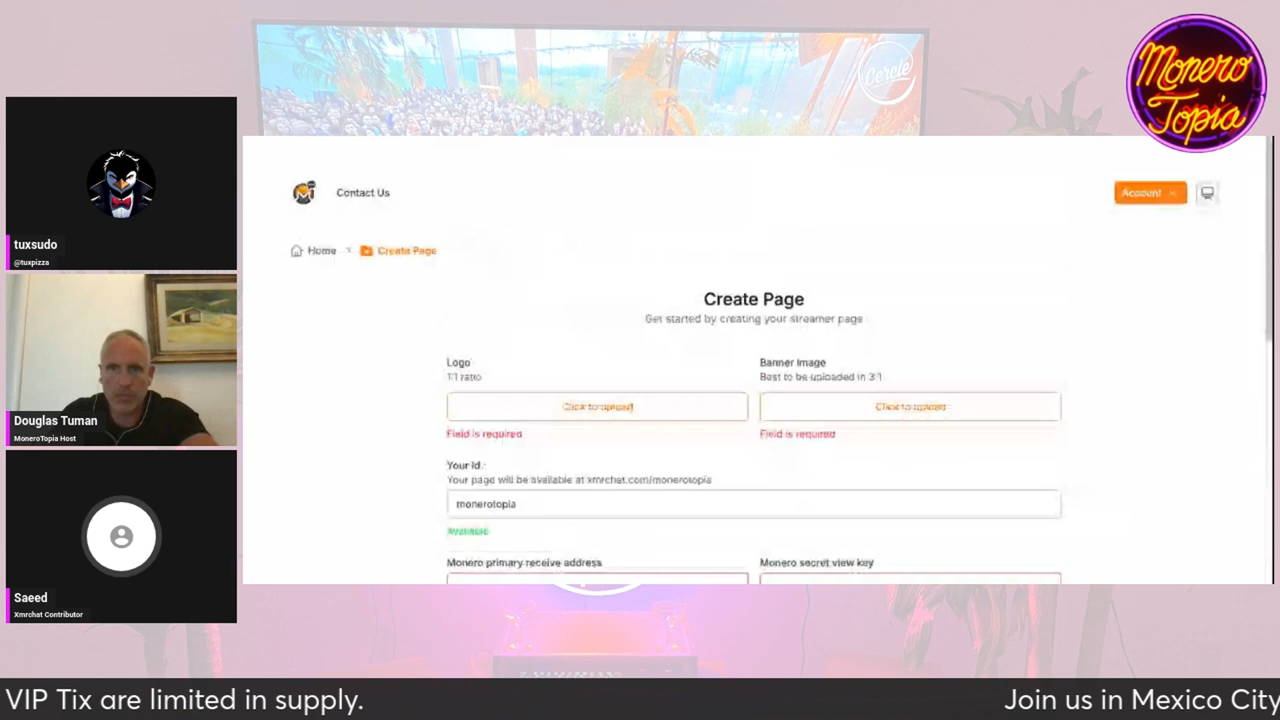 Cercle
Monero
Topia
tuxsudo
@tuxpizza
Douglas Tuman
MoneroTopia Host
Saeed
Xmrchat Contributor
Contact Us
Account
Home
Create Page
Create Page
Get started by creating your streamer page
Logo
1:1 ratio
Click to upload
Field is required
Banner Image
Best to be uploaded in 3:1
Click to upload
Field is required
Your Id
Your page will be available at xmrchat.com/monerotopia
monerotopia
Available
Monero primary receive address
Monero secret view key
VIP Tix are limited in supply.
Join us in Mexico City